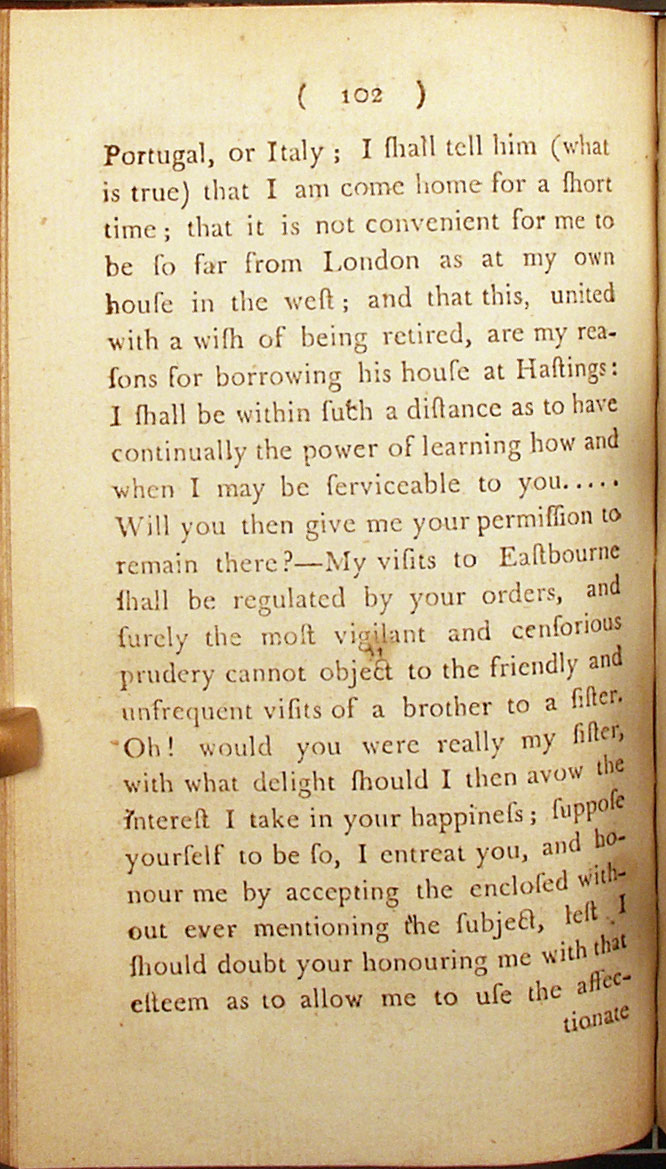 ( 102 )
Portugal, or Italy ; I ſhall tell him (what
is true) that I am come home for a ſhort
time ; that it is not convenient for me to
be ſo far from London as at my own
houſe in the weſt ; and that this, united
with a wiſh of being retired, are my rea-
ſons for borrowing his houſe at Haſtings:
I ſhall be within ſuch a diſtance as to have
continually the power of learning how and
when I may be ſerviceable to you.....
Will you then give me your permiſſion to
remain there?—My viſits to Eaſtbourne
ſhall be regulated by your orders, and
ſurely the moſt vigilant and cenſorious
prudery cannot object to the friendly and
unfrequent viſits of a brother to a ſiſter.
Oh! would you were really my ſiſter,
with what delight ſhould I then avow the
intereſt I take in your happineſs ; ſuppoſe
yourſelf to be ſo, I entreat you, and ho-
nour me by accepting the encloſed with-
out ever mentioning the ſubject, leſt I
ſhould doubt your honouring me with that
eſteem as to allow me to uſe the affec-
tionate